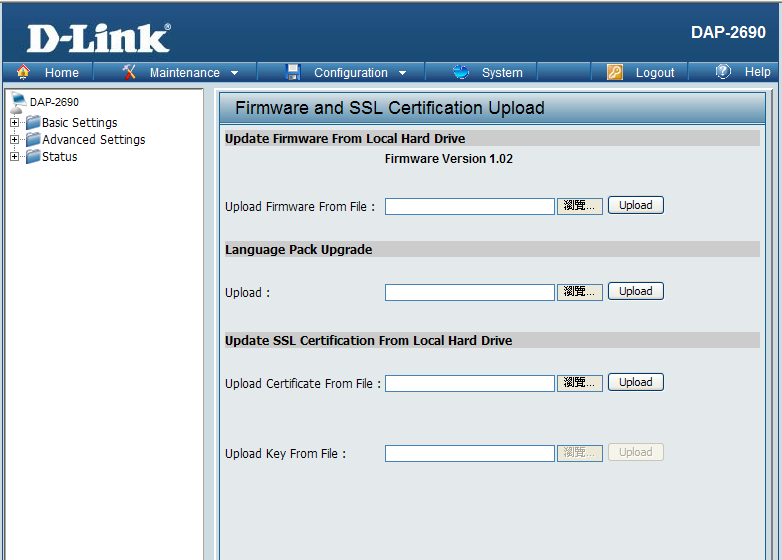 D-Link®
DAP-2690
Home Maintenance Configuration System Logout Help
DAP-2690
Basic Settings
Advanced Settings
Status
Firmware and SSL Certification Upload
Update Firmware From Local Hard Drive
Firmware Version 1.02
Upload Firmware From File : 瀏覽... Upload
Language Pack Upgrade
Upload : 瀏覽... Upload
Update SSL Certification From Local Hard Drive
Upload Certificate From File : 瀏覽... Upload
Upload Key From File : 瀏覽... Upload